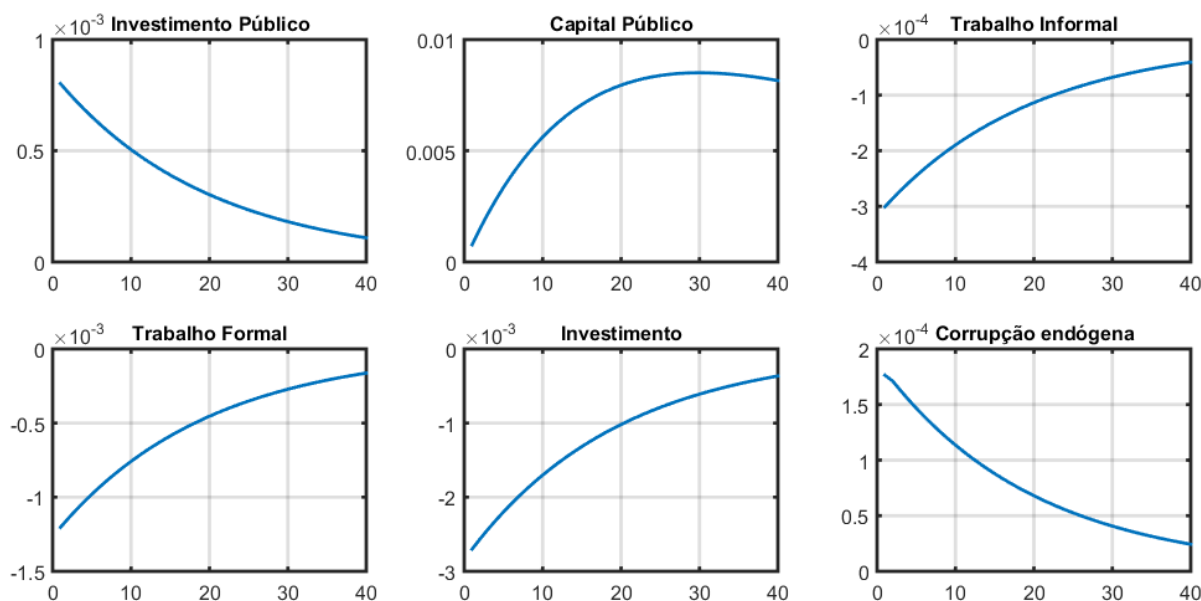 ×10⁻³ Investimento Público
1
0.5
0
0 10 20 30 40
Capital Público
0.01
0.005
0
0 10 20 30 40
×10⁻⁴ Trabalho Informal
0
-1
-2
-3
-4
0 10 20 30 40
×10⁻³ Trabalho Formal
0
-0.5
-1
-1.5
0 10 20 30 40
×10⁻³ Investimento
0
-1
-2
-3
0 10 20 30 40
×10⁻⁴ Corrupção endógena
2
1.5
1
0.5
0
0 10 20 30 40